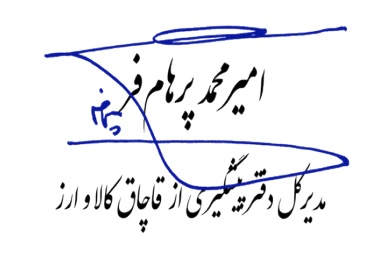 امیرمحمد پرهام فر
مدیرکل دفتر پیشگیری از قاچاق کالا و ارز